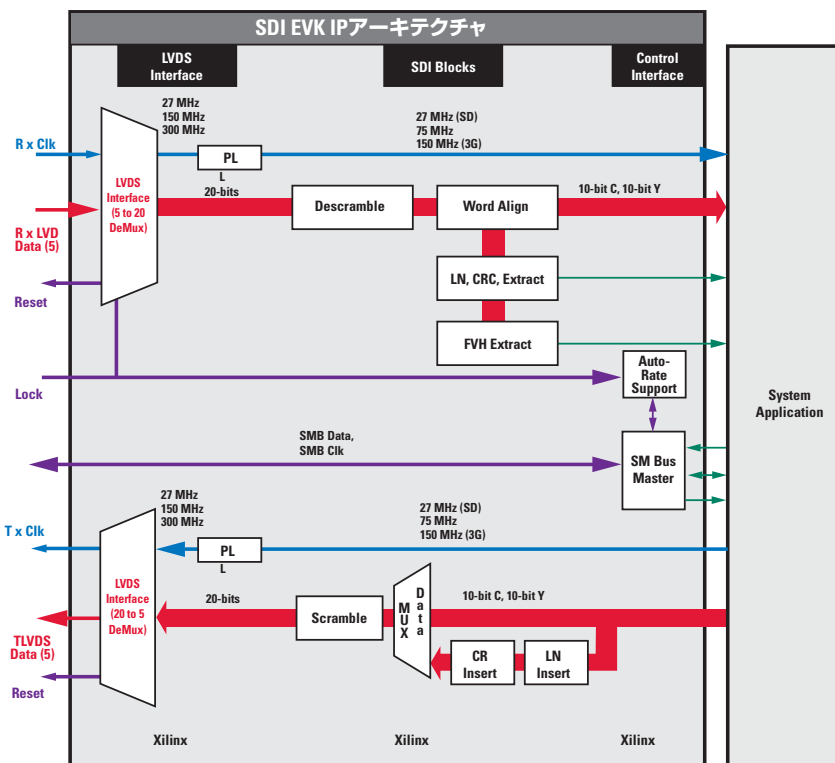 SDI EVK IPアーキテクチャ
LVDS
Interface
SDI Blocks
Control
Interface
27 MHz
150 MHz
300 MHz
27 MHz (SD)
75 MHz
150 MHz (3G)
R x Clk
PL
L
LVDS
Interface
(5 to 20
DeMux)
20-bits
Descramble
Word Align
10-bit C, 10-bit Y
R x LVD
Data (5)
LN, CRC, Extract
Reset
FVH Extract
Auto-
Rate
Support
Lock
System
Application
SMB Data,
SMB Clk
SM Bus
Master
27 MHz
150 MHz
300 MHz
27 MHz (SD)
75 MHz
150 MHz (3G)
T x Clk
PL
L
LVDS
Interface
(20 to 5
DeMux)
20-bits
Scramble
MUX
Data
10-bit C, 10-bit Y
TLVDS
Data (5)
CR
Insert
LN
Insert
Reset
Xilinx
Xilinx
Xilinx